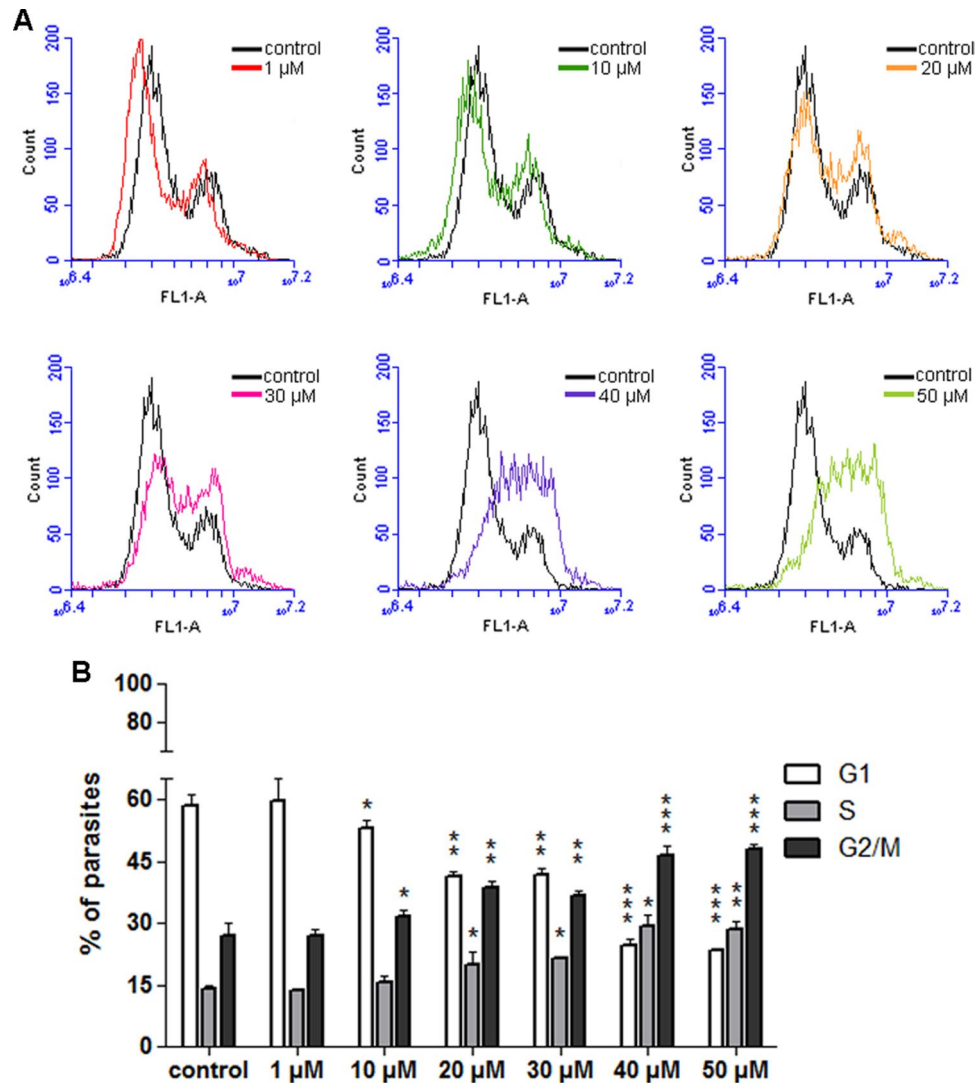 A
control
1 µM
200
150
100
50
0
Count
10^6.4
10^7
10^7.2
FL1-A
control
10 µM
200
150
100
50
0
Count
10^6.4
10^7
10^7.2
FL1-A
control
20 µM
200
150
100
50
0
Count
10^6.4
10^7
10^7.2
FL1-A
control
30 µM
200
150
100
50
0
Count
10^6.4
10^7
10^7.2
FL1-A
control
40 µM
200
150
100
50
0
Count
10^6.4
10^7
10^7.2
FL1-A
control
50 µM
200
150
100
50
0
Count
10^6.4
10^7
10^7.2
FL1-A
B
100
80
60
45
30
15
0
% of parasites
*
*
**
*
**
**
*
**
***
*
***
***
**
***
G1
S
G2/M
control 1 µM 10 µM 20 µM 30 µM 40 µM 50 µM